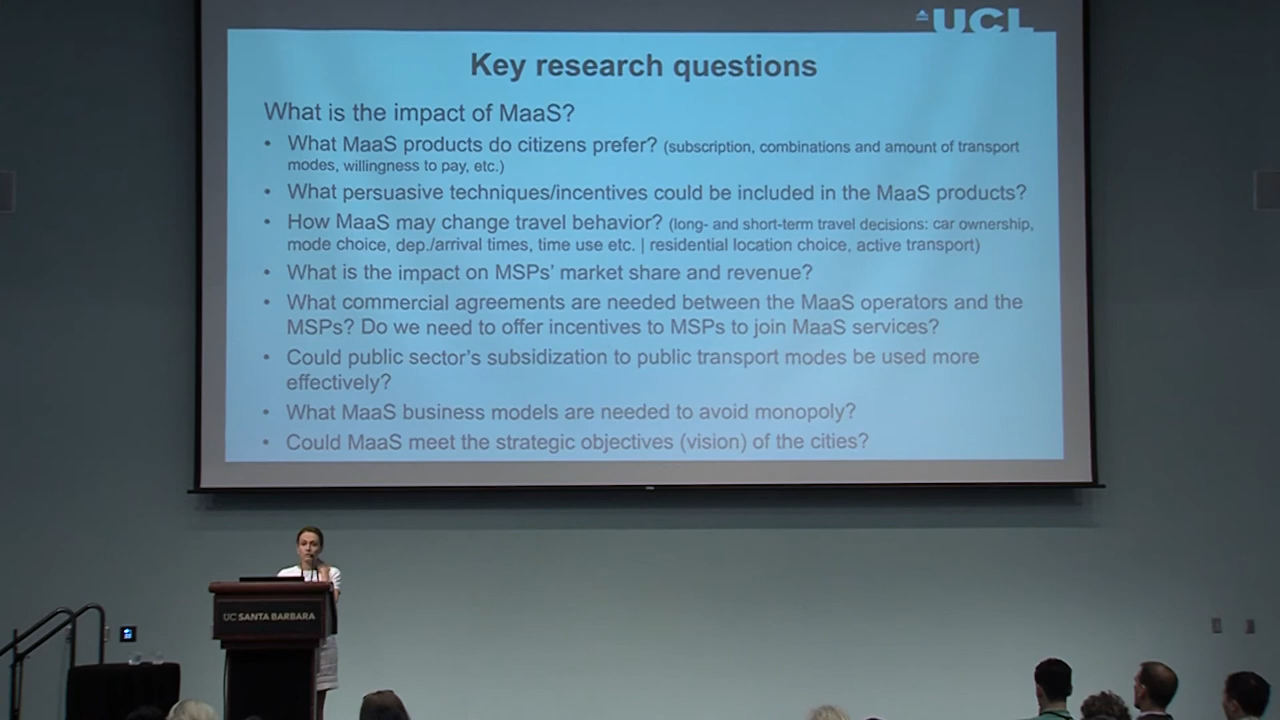 UCL
Key research questions
What is the impact of MaaS?
• What MaaS products do citizens prefer? (subscription, combinations and amount of transport
modes, willingness to pay, etc.)
• What persuasive techniques/incentives could be included in the MaaS products?
• How MaaS may change travel behavior? (long- and short-term travel decisions: car ownership,
mode choice, dep./arrival times, time use etc. | residential location choice, active transport)
• What is the impact on MSPs’ market share and revenue?
• What commercial agreements are needed between the MaaS operators and the
MSPs? Do we need to offer incentives to MSPs to join MaaS services?
• Could public sector’s subsidization to public transport modes be used more
effectively?
• What MaaS business models are needed to avoid monopoly?
• Could MaaS meet the strategic objectives (vision) of the cities?
UC SANTA BARBARA